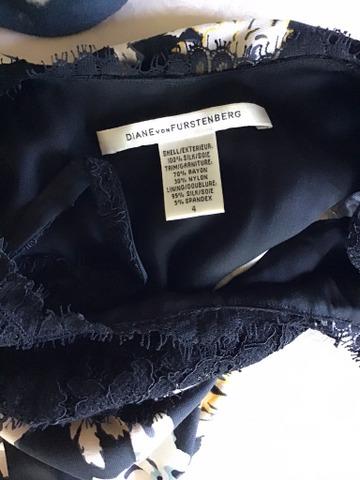 DIANE VON FURSTENBERG
SHELL/EXTERIEUR.
100% SILK/SOIE
TRIM/GARNITURE:
70% RAYON
30% NYLON
LINING/DOUBLURE:
95% SILK/SOIE
5% SPANDEX
4